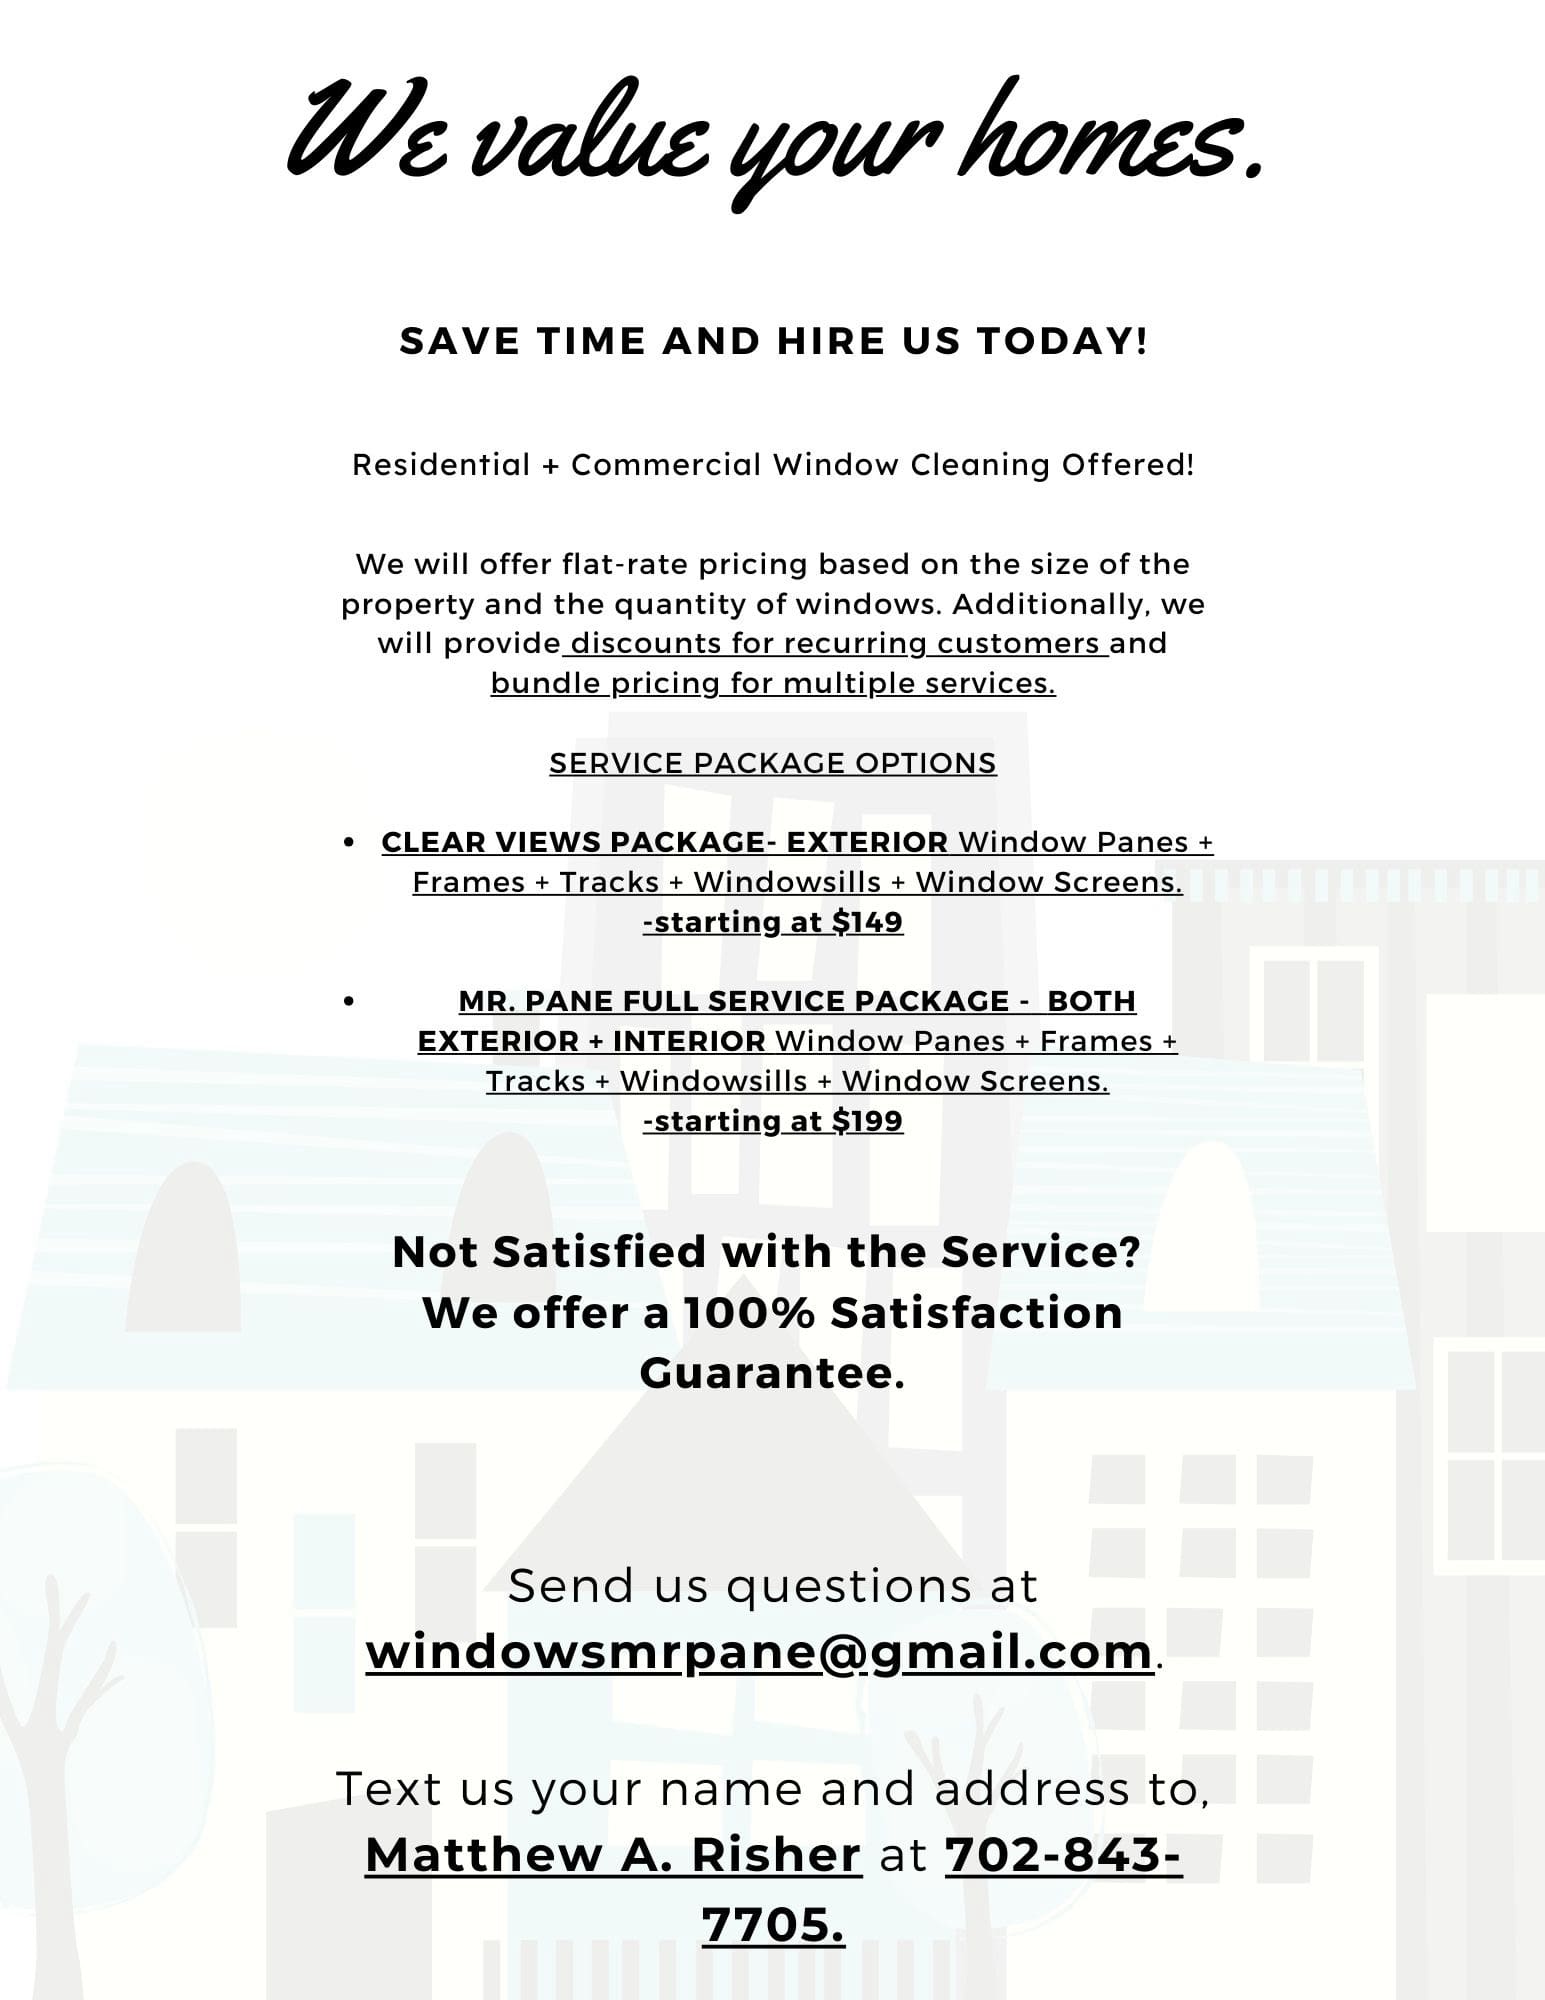 We value your homes.
SAVE TIME AND HIRE US TODAY!
Residential + Commercial Window Cleaning Offered!
We will offer flat-rate pricing based on the size of the
property and the quantity of windows. Additionally, we
will provide discounts for recurring customers and
bundle pricing for multiple services.
SERVICE PACKAGE OPTIONS
• CLEAR VIEWS PACKAGE- EXTERIOR Window Panes +
Frames + Tracks + Windowsills + Window Screens.
-starting at $149
• MR. PANE FULL SERVICE PACKAGE - BOTH
EXTERIOR + INTERIOR Window Panes + Frames +
Tracks + Windowsills + Window Screens.
-starting at $199
Not Satisfied with the Service?
We offer a 100% Satisfaction
Guarantee.
Send us questions at
windowsmrpane@gmail.com.
Text us your name and address to,
Matthew A. Risher at 702-843-
7705.